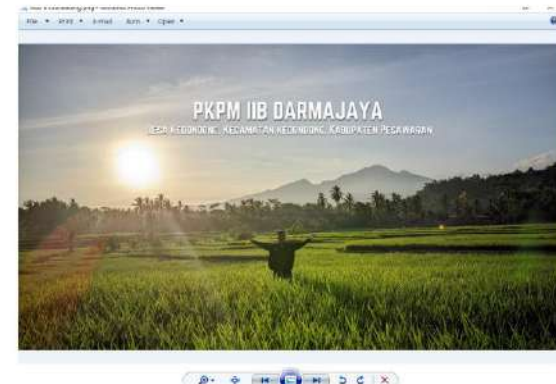 File Print E-mail Burn Open
PKPM IIB DARMAJAYA
DESA KEDONDONG, KECAMATAN KEDONDONG, KABUPATEN PESAWARAN